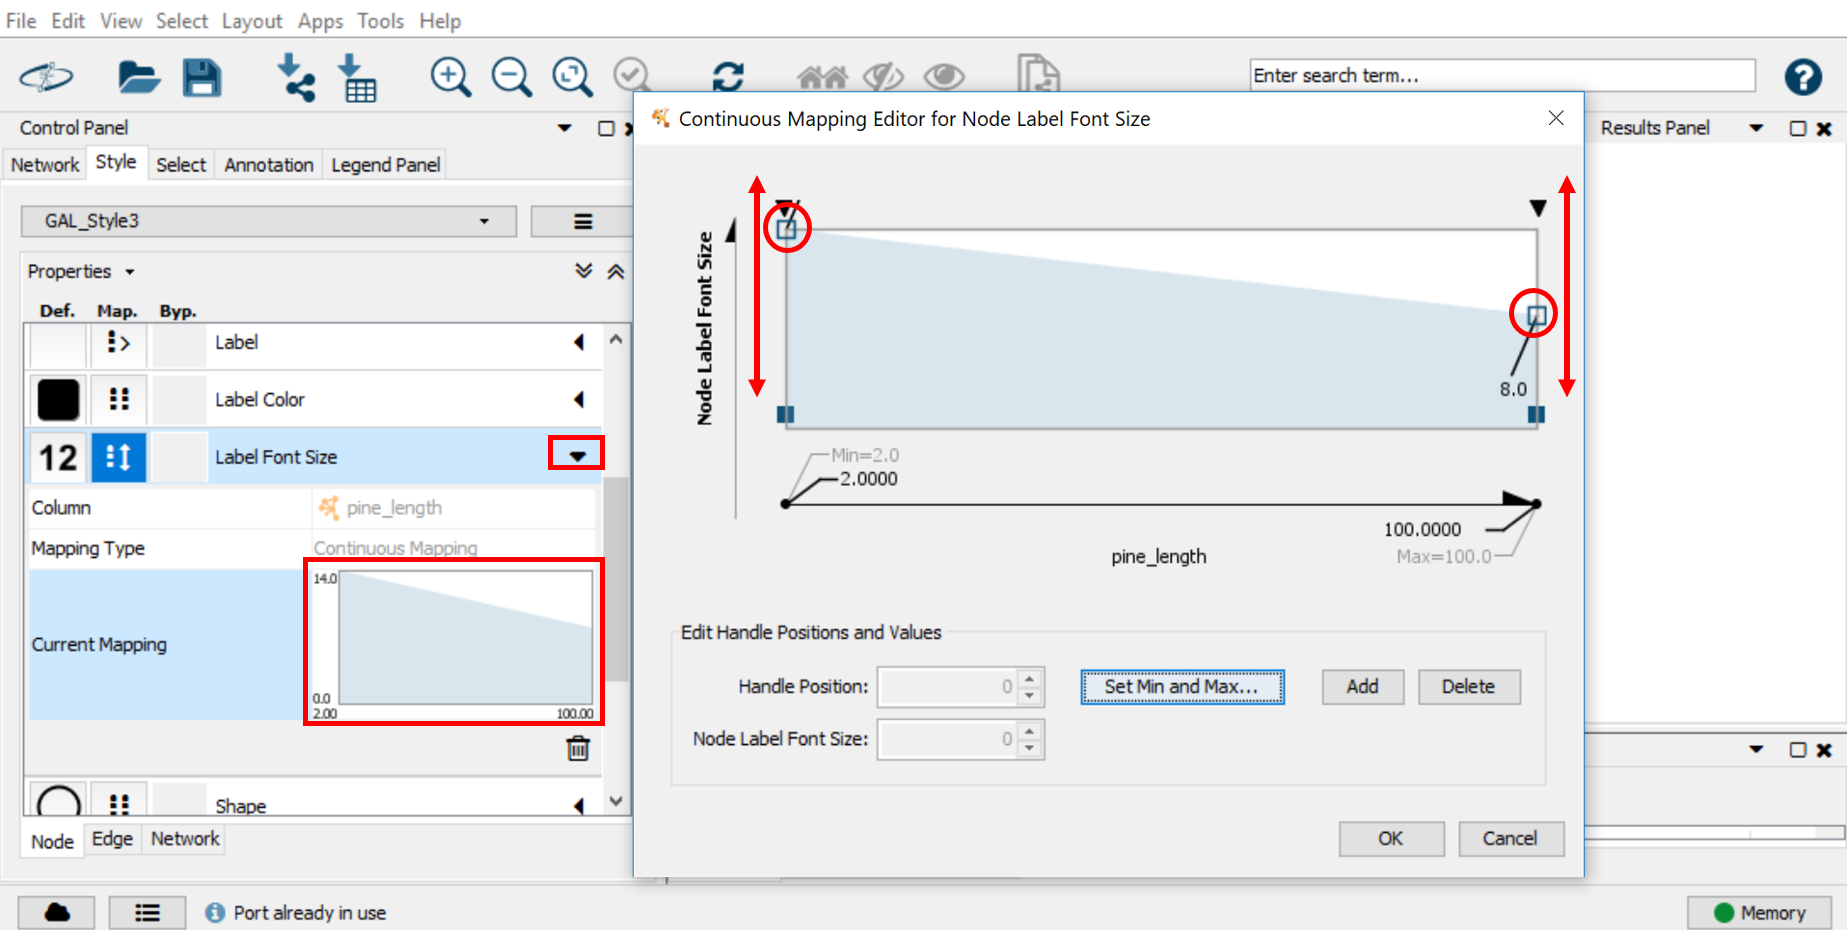 File Edit View Select Layout Apps Tools Help
Enter search term...
Control Panel
Network Style Select Annotation Legend Panel
GAL_Style3
Properties
Def. Map. Byp.
Label
Label Color
12 Label Font Size
Column pine_length
Mapping Type Continuous Mapping
Current Mapping
14.0
0.0
2.00 100.00
Shape
Node Edge Network
Port already in use
Continuous Mapping Editor for Node Label Font Size
Node Label Font Size
8.0
Min=2.0
2.0000
100.0000
Max=100.0
pine_length
Edit Handle Positions and Values
Handle Position: 0 Set Min and Max... Add Delete
Node Label Font Size: 0
OK Cancel
Results Panel
Memory